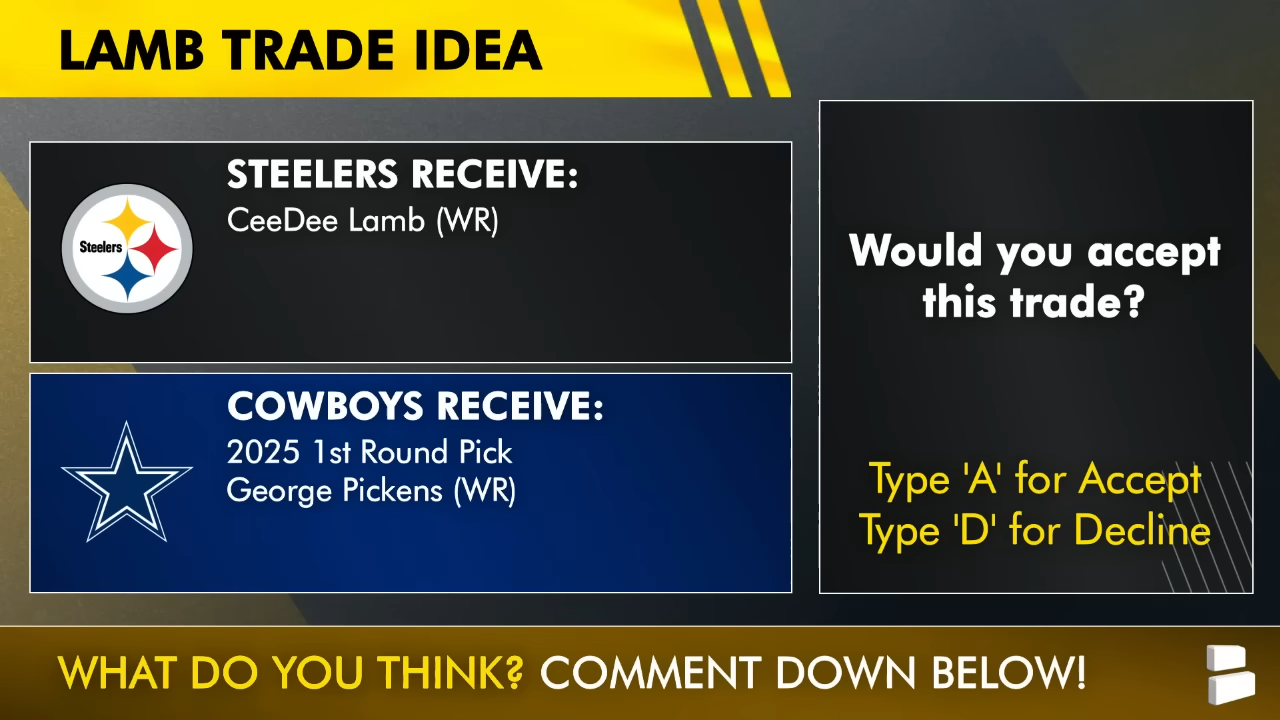 LAMB TRADE IDEA
STEELERS RECEIVE:
CeeDee Lamb (WR)
Steelers
COWBOYS RECEIVE:
2025 1st Round Pick
George Pickens (WR)
Would you accept
this trade?
Type 'A' for Accept
Type 'D' for Decline
WHAT DO YOU THINK? COMMENT DOWN BELOW!